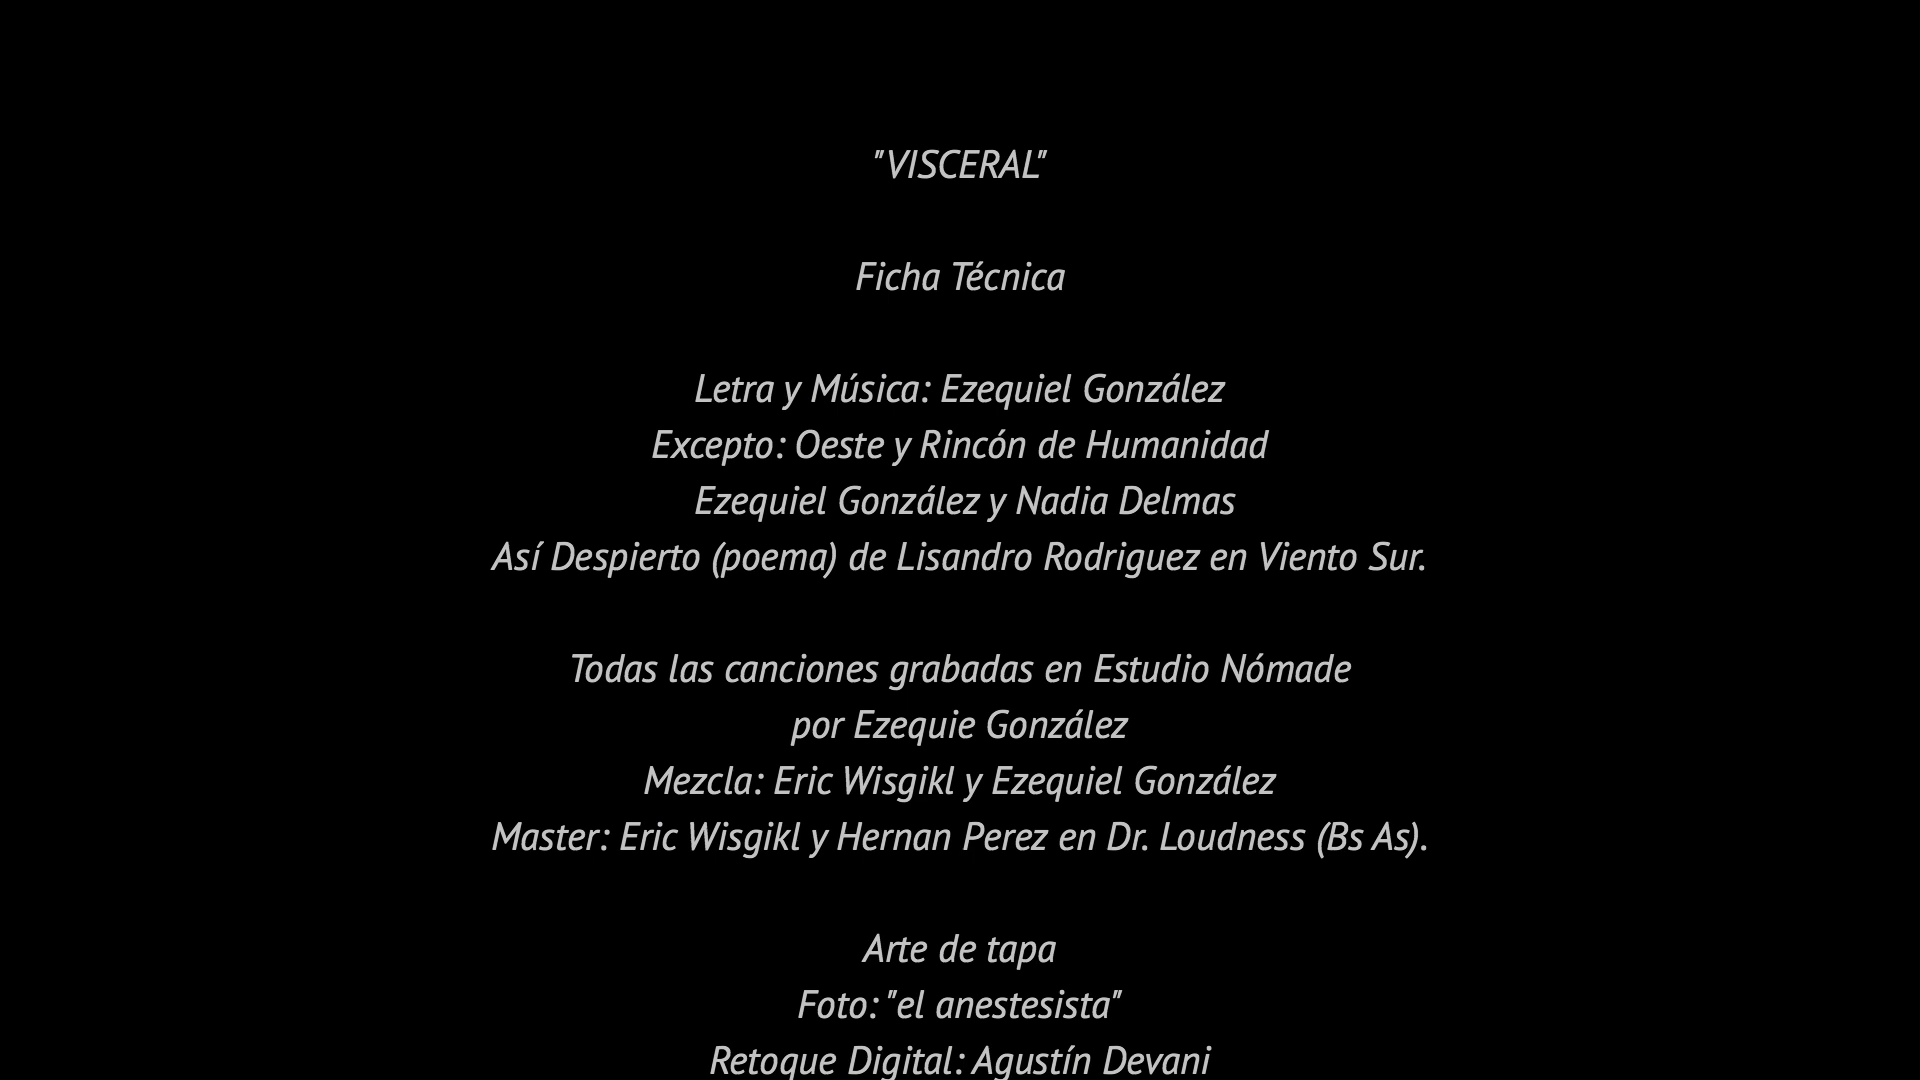 "VISCERAL"
Ficha Técnica
Letra y Música: Ezequiel González
Excepto: Oeste y Rincón de Humanidad
Ezequiel González y Nadia Delmas
Así Despierto (poema) de Lisandro Rodriguez en Viento Sur.
Todas las canciones grabadas en Estudio Nómade
por Ezequie González
Mezcla: Eric Wisgikl y Ezequiel González
Master: Eric Wisgikl y Hernan Perez en Dr. Loudness (Bs As).
Arte de tapa
Foto: "el anestesista"
Retoque Digital: Agustín Devani